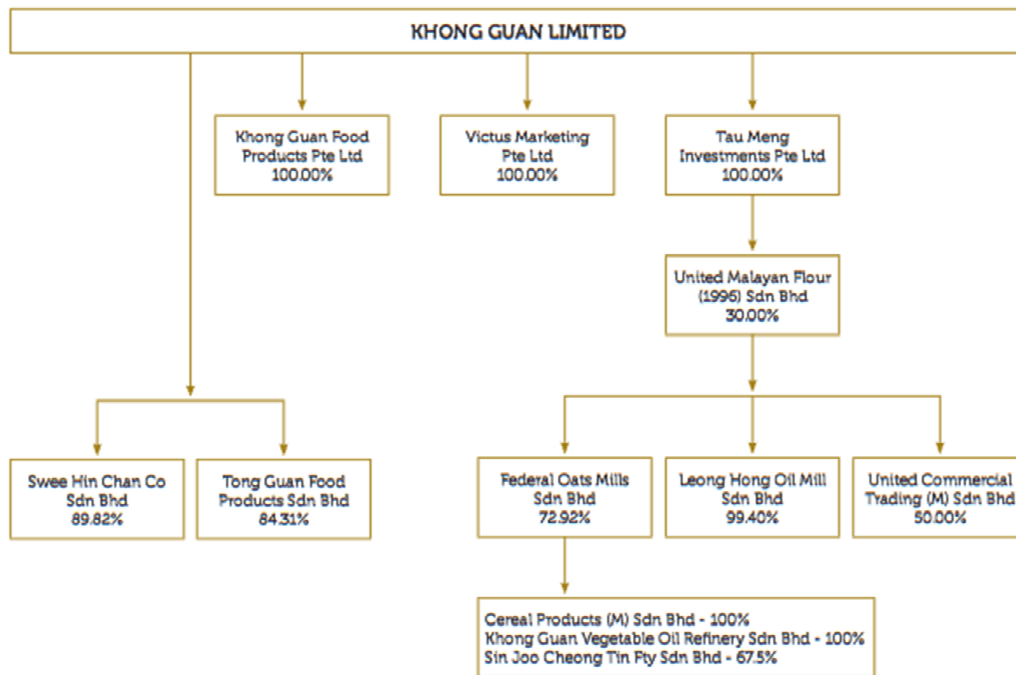 KHONG GUAN LIMITED
Khong Guan Food
Products Pte Ltd
100.00%
Victus Marketing
Pte Ltd
100.00%
Tau Meng
Investments Pte Ltd
100.00%
United Malayan Flour
(1996) Sdn Bhd
30.00%
Swee Hin Chan Co
Sdn Bhd
89.82%
Tong Guan Food
Products Sdn Bhd
84.31%
Federal Oats Mills
Sdn Bhd
72.92%
Leong Hong Oil Mill
Sdn Bhd
99.40%
United Commercial
Trading (M) Sdn Bhd
50.00%
Cereal Products (M) Sdn Bhd - 100%
Khong Guan Vegetable Oil Refinery Sdn Bhd - 100%
Sin Joo Cheong Tin Fty Sdn Bhd - 67.5%